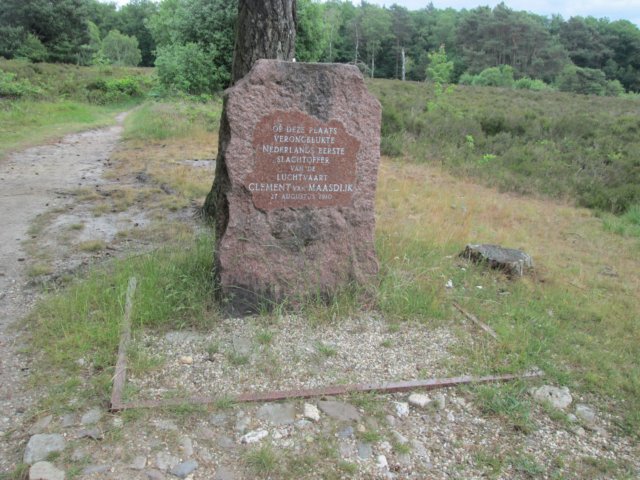 OP DEZE PLAATS
VERONGELUKTE
NEDERLANDS EERSTE
SLACHTOFFER
VAN DE
LUCHTVAART
CLEMENT VAN MAASDIJK
27 AUGUSTUS 1910